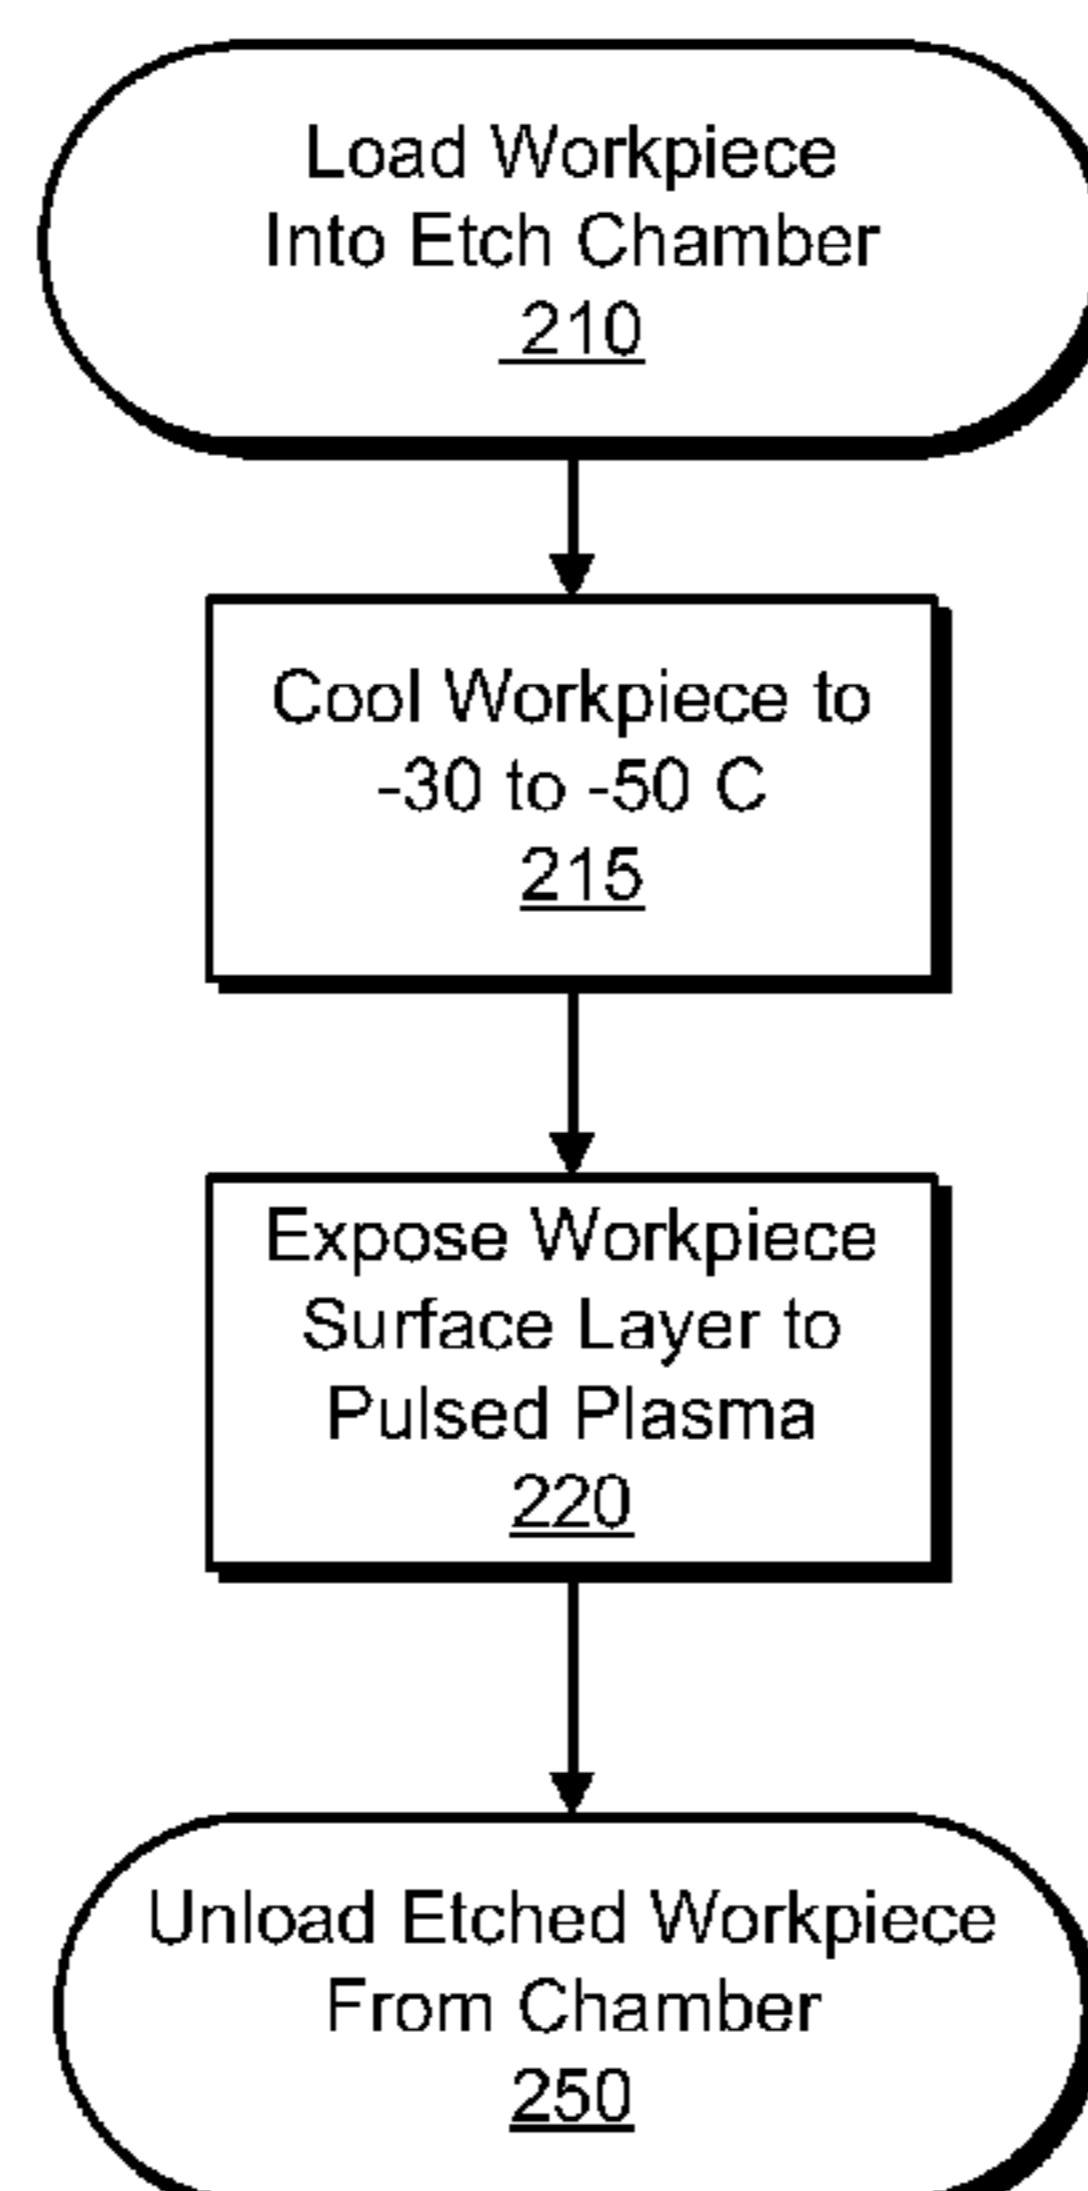 Load Workpiece
Into Etch Chamber
210
Cool Workpiece to
-30 to -50 C
215
Expose Workpiece
Surface Layer to
Pulsed Plasma
220
Unload Etched Workpiece
From Chamber
250